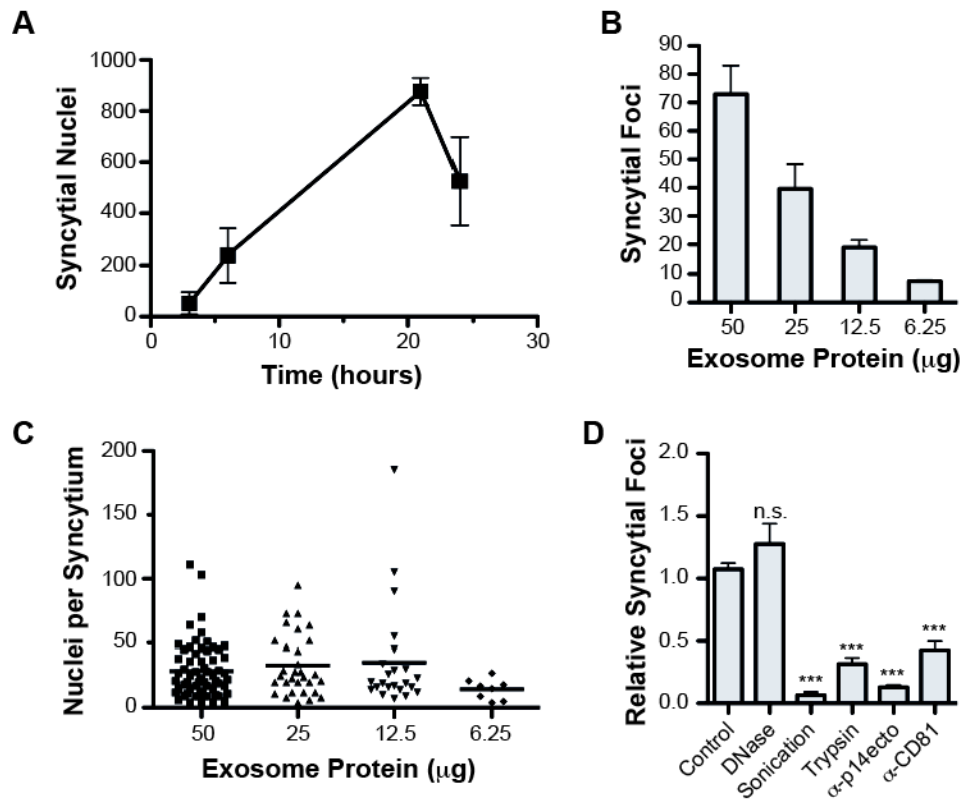 A
1000
800
600
400
200
0
Syncytial Nuclei
0 10 20 30
Time (hours)
B
90
80
70
60
50
40
30
20
10
0
Syncytial Foci
50 25 12.5 6.25
Exosome Protein (μg)
C
200
150
100
50
0
Nuclei per Syncytium
50 25 12.5 6.25
Exosome Protein (μg)
D
2.0
1.5
1.0
0.5
0.0
Relative Syncytial Foci
n.s.
***
***
***
***
Control
DNase
Sonication
Trypsin
α-p14ecto
α-CD81